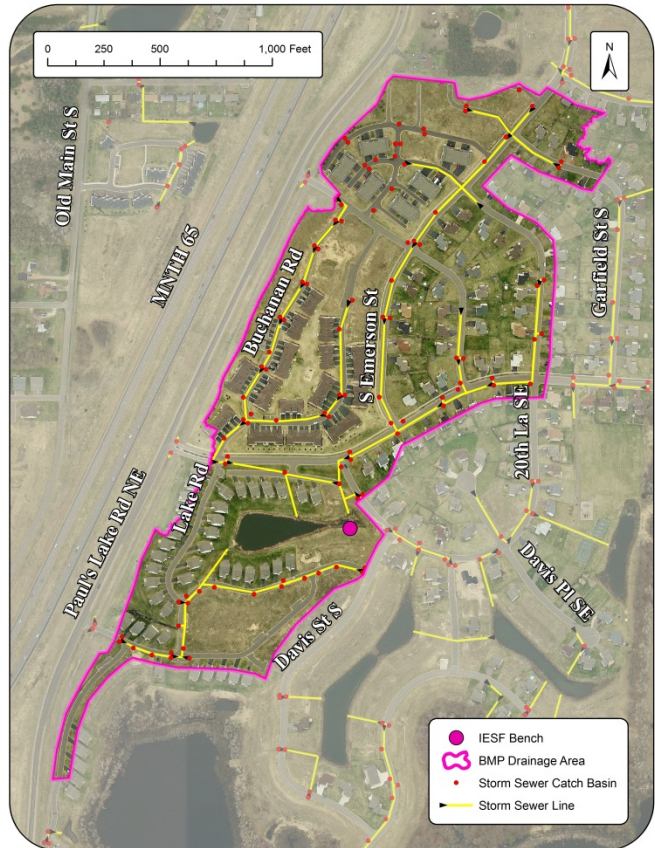 0 250 500 1,000 Feet
N
Old Main St S
MNTH 65
Buchanan Rd
S Emerson St
Garfield St S
20th La SE
Lake Rd
Paul's Lake Rd NE
Davis St S
Davis Pl SE
IESF Bench
BMP Drainage Area
Storm Sewer Catch Basin
Storm Sewer Line